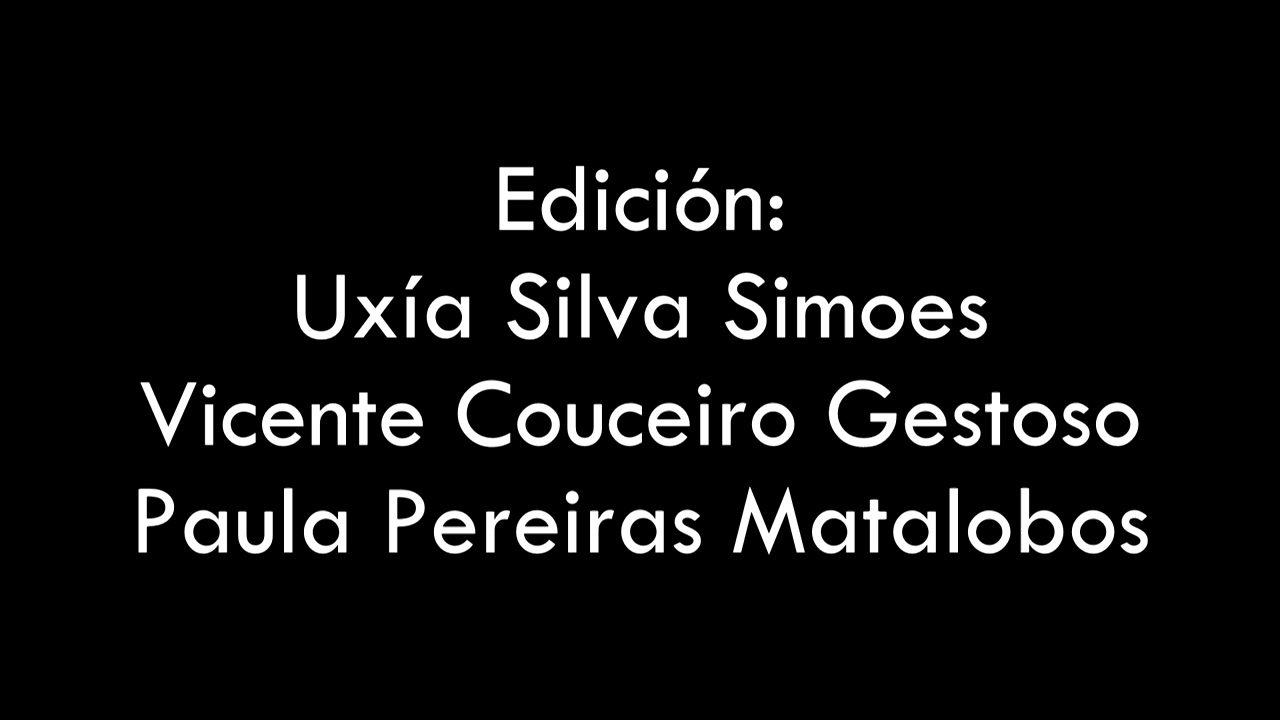 Edición:
Uxía Silva Simoes
Vicente Couceiro Gestoso
Paula Pereiras Matalobos